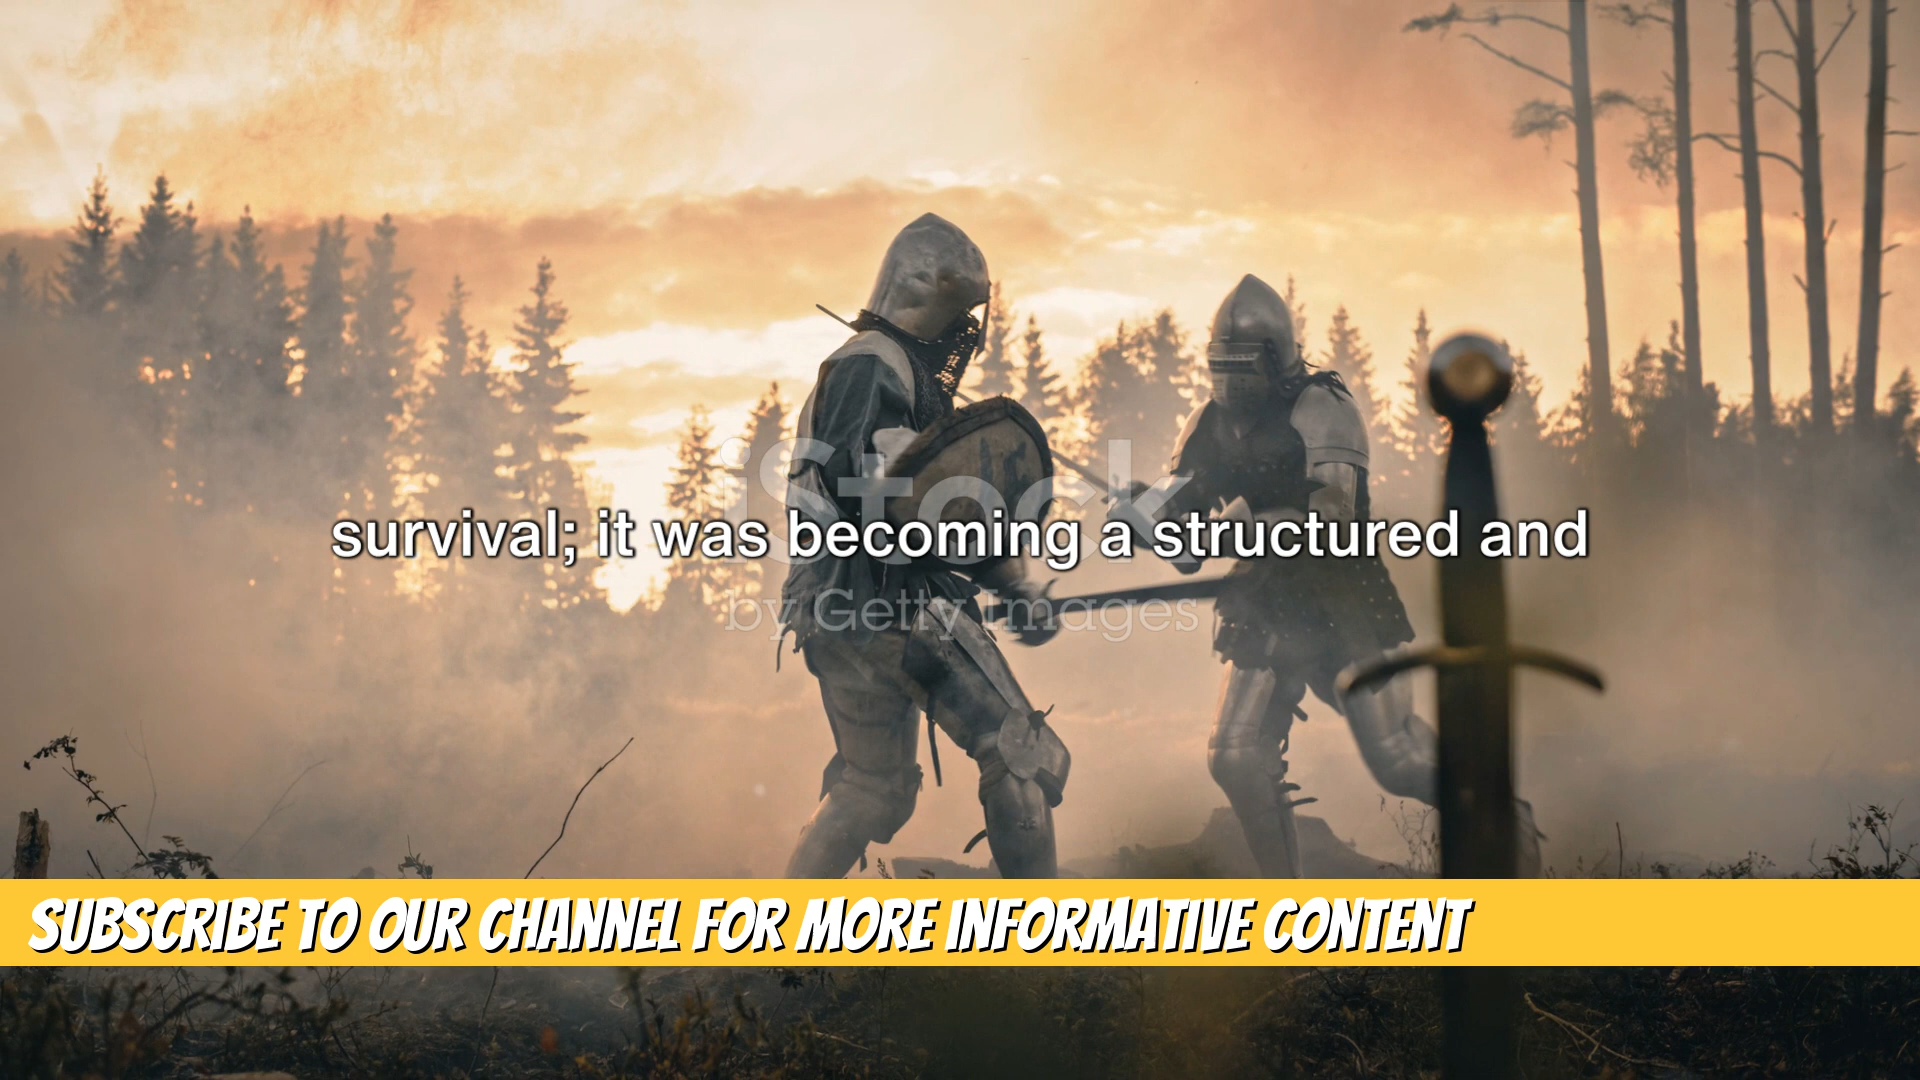 iStock
survival; it was becoming a structured and
by Getty Images
SUBSCRIBE TO OUR CHANNEL FOR MORE INFORMATIVE CONTENT